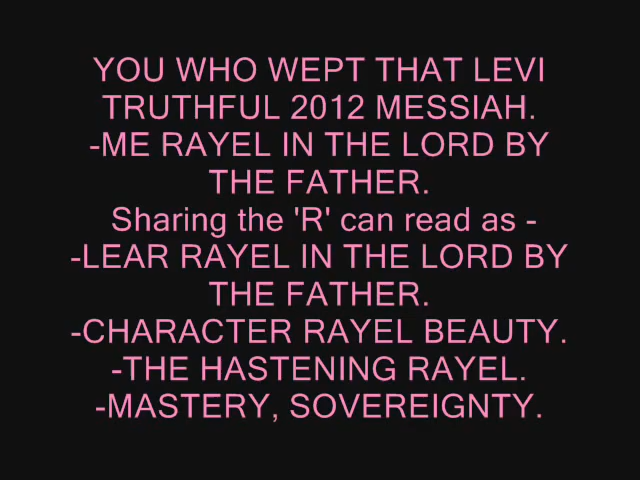 YOU WHO WEPT THAT LEVI
TRUTHFUL 2012 MESSIAH.
-ME RAYEL IN THE LORD BY
THE FATHER.
Sharing the 'R' can read as -
-LEAR RAYEL IN THE LORD BY
THE FATHER.
-CHARACTER RAYEL BEAUTY.
-THE HASTENING RAYEL.
-MASTERY, SOVEREIGNTY.